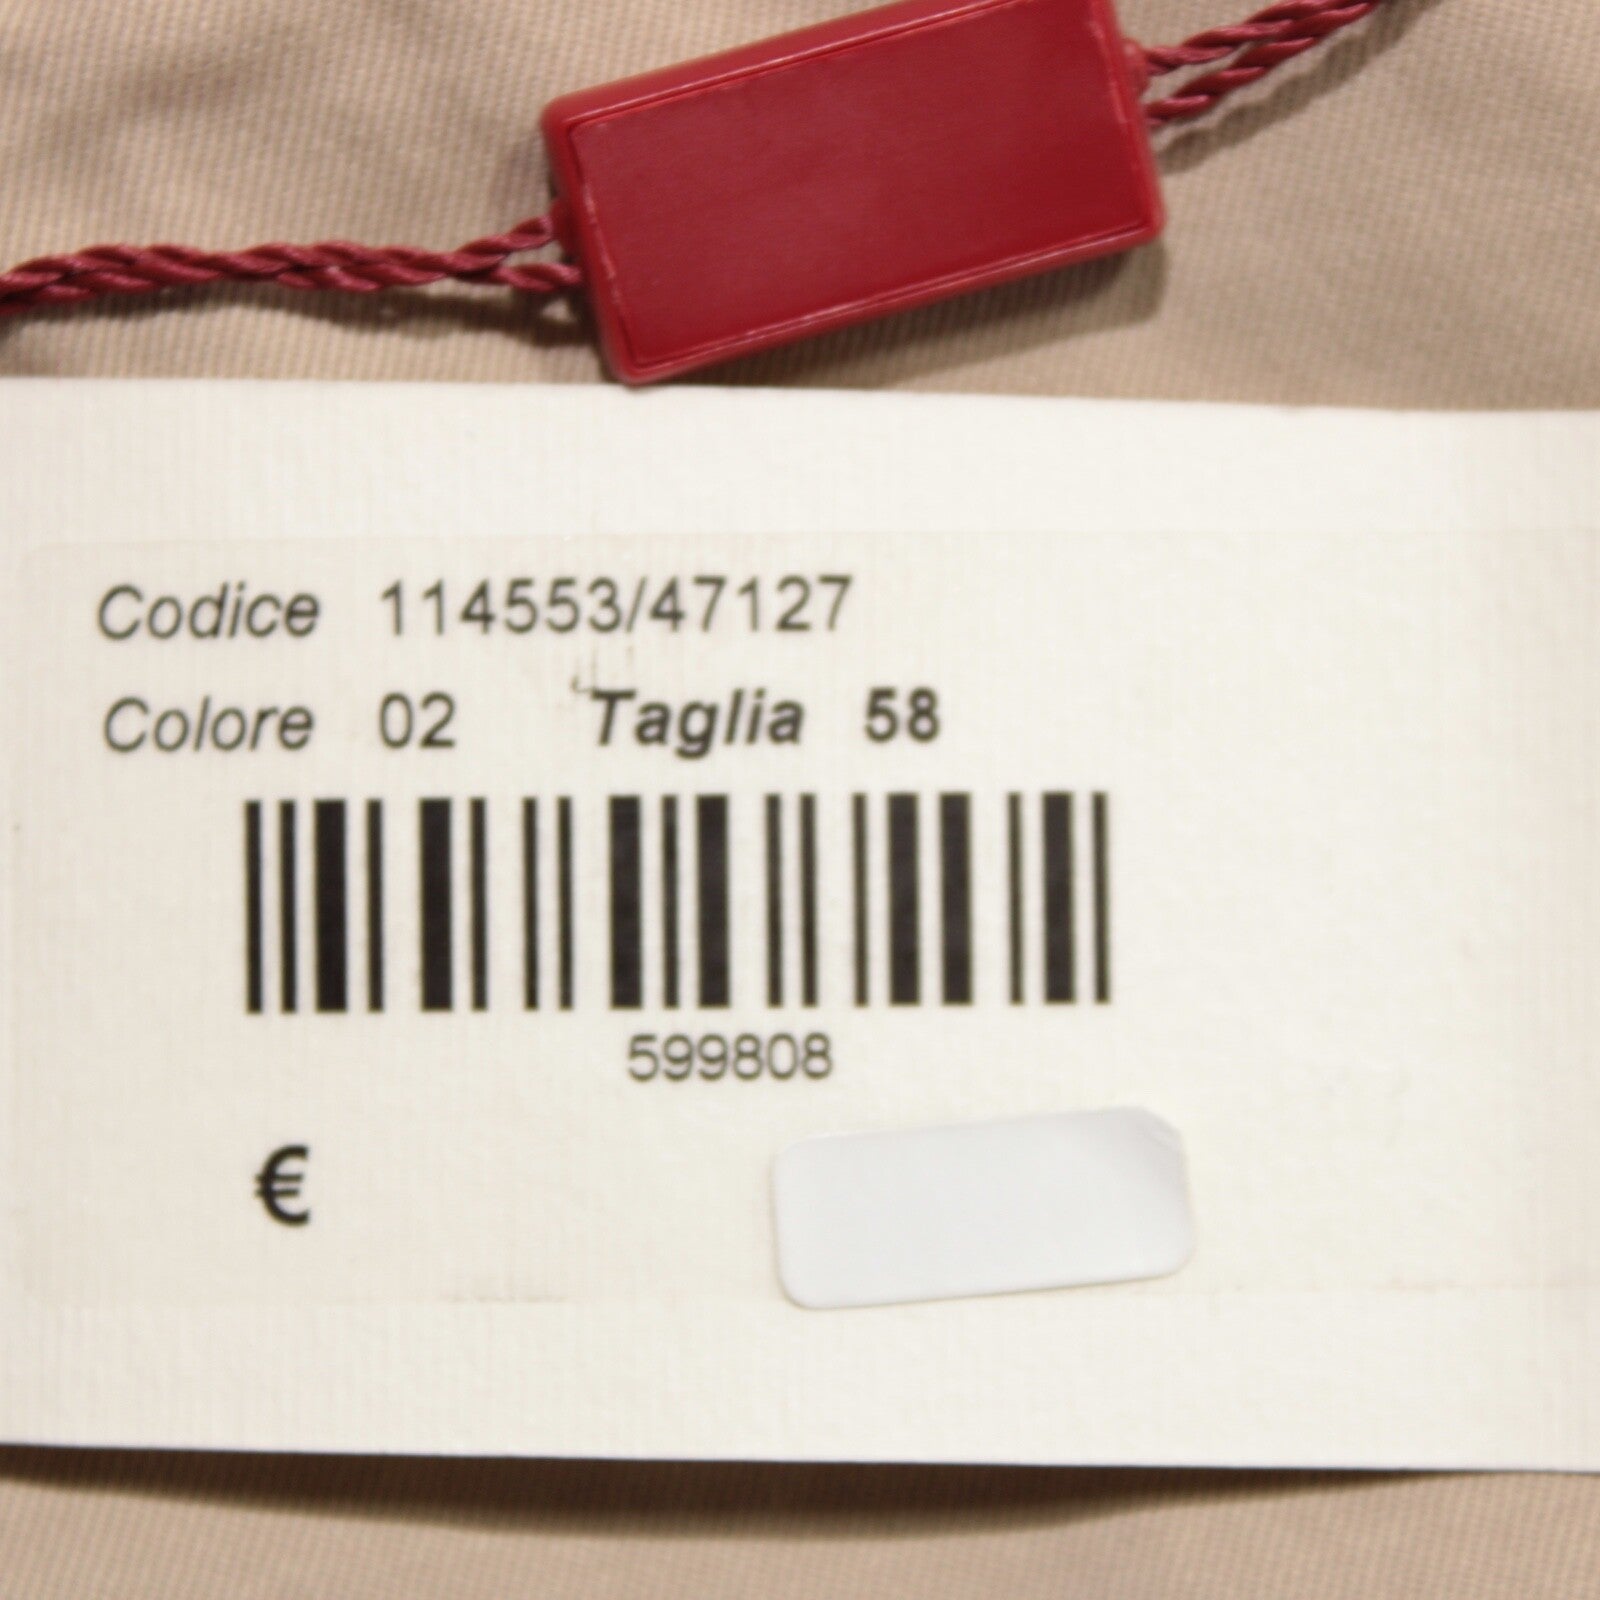 Codice 114553/47127
Colore 02 Taglia 58
599808
€